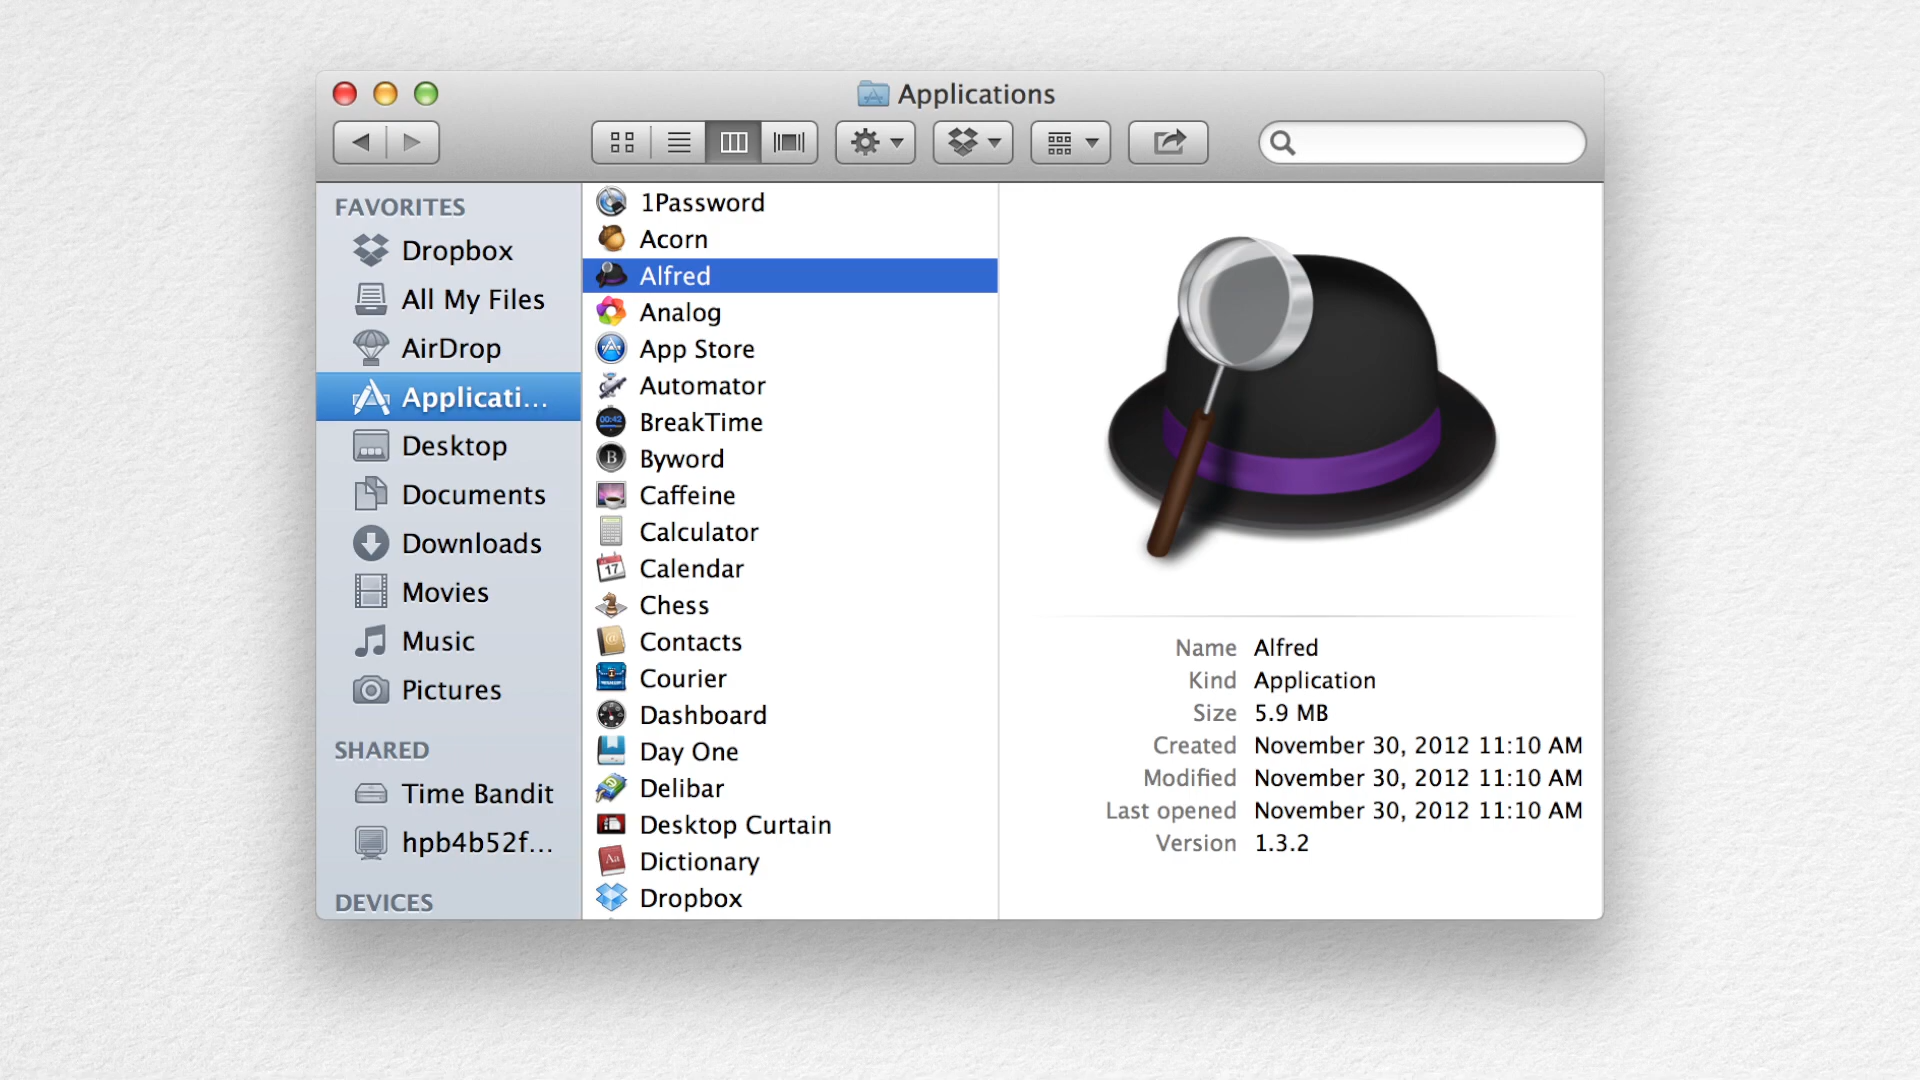 Applications
FAVORITES
Dropbox
All My Files
AirDrop
Applicati...
Desktop
Documents
Downloads
Movies
Music
Pictures
SHARED
Time Bandit
hpb4b52f...
DEVICES
1Password
Acorn
Alfred
Analog
App Store
Automator
BreakTime
Byword
Caffeine
Calculator
Calendar
Chess
Contacts
Courier
Dashboard
Day One
Delibar
Desktop Curtain
Dictionary
Dropbox
Name Alfred
Kind Application
Size 5.9 MB
Created November 30, 2012 11:10 AM
Modified November 30, 2012 11:10 AM
Last opened November 30, 2012 11:10 AM
Version 1.3.2